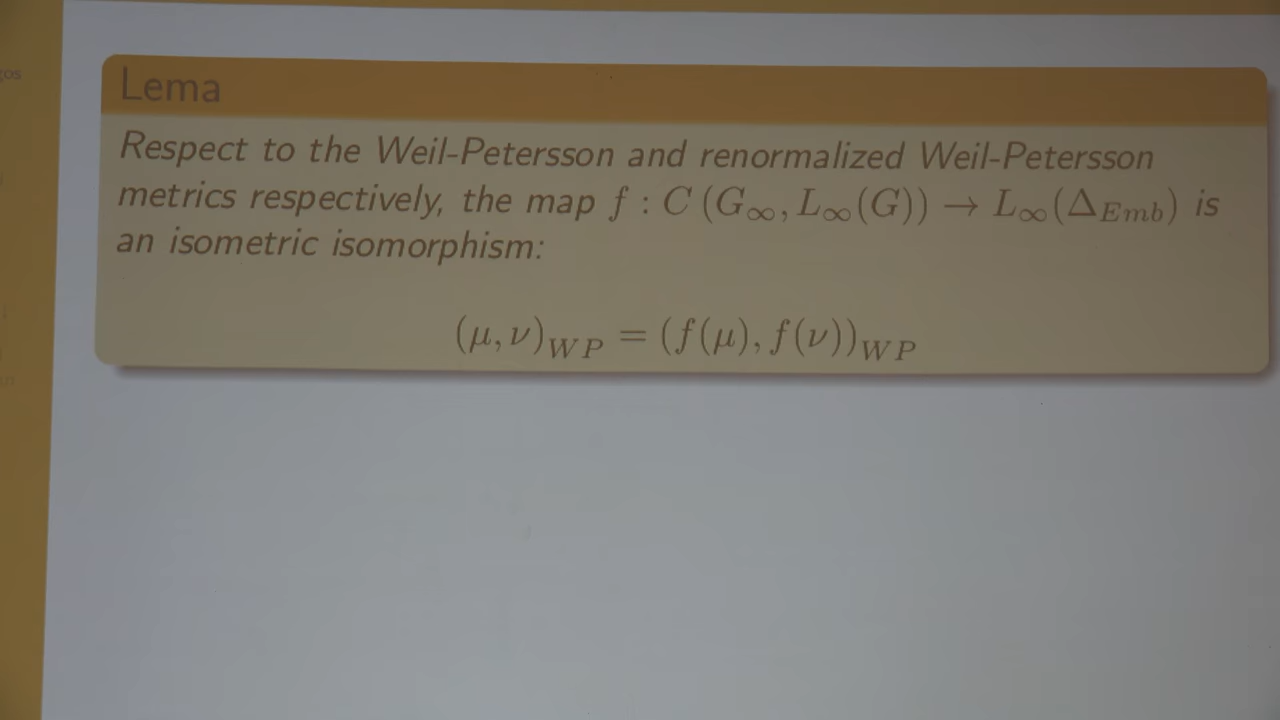 Lema
Respect to the Weil-Petersson and renormalized Weil-Petersson
metrics respectively, the map f : C (G∞, L∞(G)) → L∞(Δ_Emb) is
an isometric isomorphism:
(μ, ν)_WP = (f(μ), f(ν))_WP